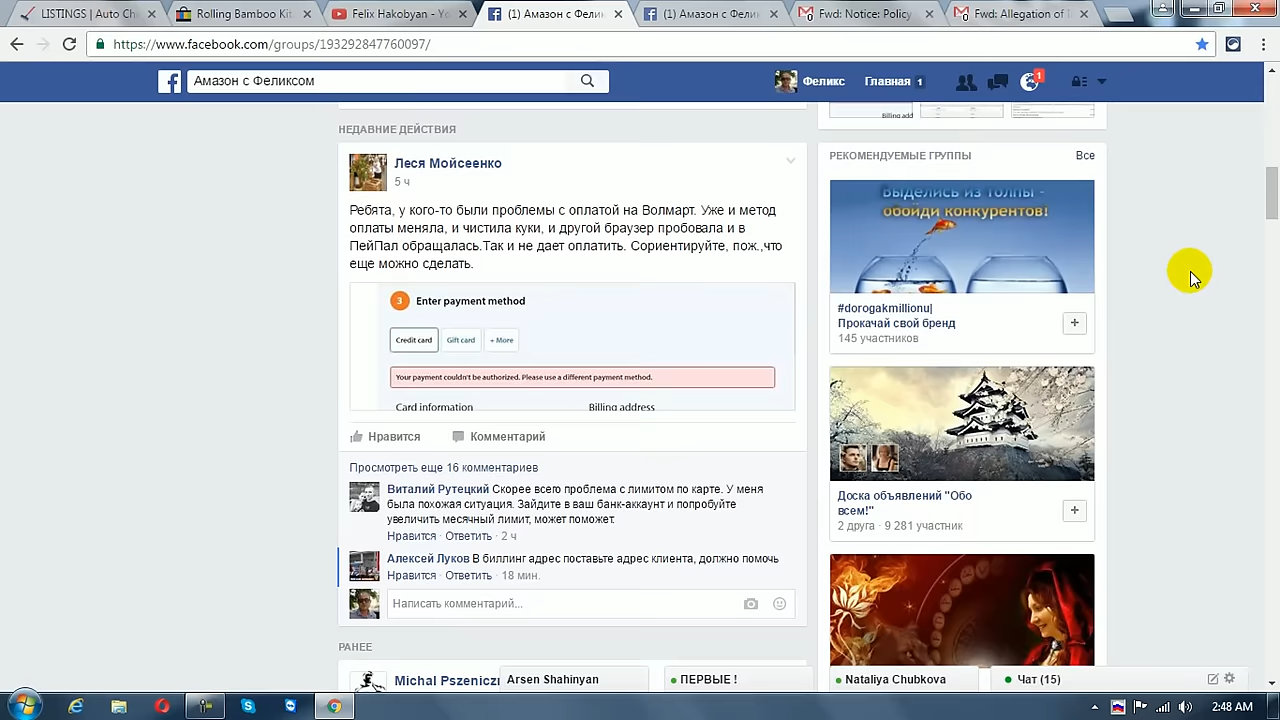 LISTINGS | Auto Ch
Rolling Bamboo Kit
Felix Hakobyan - Yo
(1) Амазон с Фели
(1) Амазон с Фели
Fwd: Notice: Policy
Fwd: Allegation of I
https://www.facebook.com/groups/193292847760097/
Амазон с Феликсом
Феликс
Главная 1
1
Billing add
НЕДАВНИЕ ДЕЙСТВИЯ
Леся Мойсеенко
5 ч
Ребята, у кого-то были проблемы с оплатой на Волмарт. Уже и метод
оплаты меняла, и чистила куки, и другой браузер пробовала и в
ПейПал обращалась.Так и не дает оплатить. Сориентируйте, пож.,что
еще можно сделать.
3 Enter payment method
Credit card
Gift card
+ More
Your payment couldn't be authorized. Please use a different payment method.
Card information
Billing address
Нравится
Комментарий
Просмотреть еще 16 комментариев
Виталий Рутецкий Скорее всего проблема с лимитом по карте. У меня
была похожая ситуация. Зайдите в ваш банк-аккаунт и попробуйте
увеличить месячный лимит, может поможет.
Нравится · Ответить · 2 ч
Алексей Луков В биллинг адрес поставьте адрес клиента, должно помочь
Нравится · Ответить · 18 мин.
Написать комментарий...
РАНЕЕ
Michal Pszeniczn
РЕКОМЕНДУЕМЫЕ ГРУППЫ
Все
Выделись из толпы -
обойди конкурентов!
#dorogakmillionu|
Прокачай свой бренд
145 участников
Доска объявлений "Обо
всем!"
2 друга · 9 281 участник
Arsen Shahinyan
ПЕРВЫЕ !
Nataliya Chubkova
Чат (15)
2:48 AM